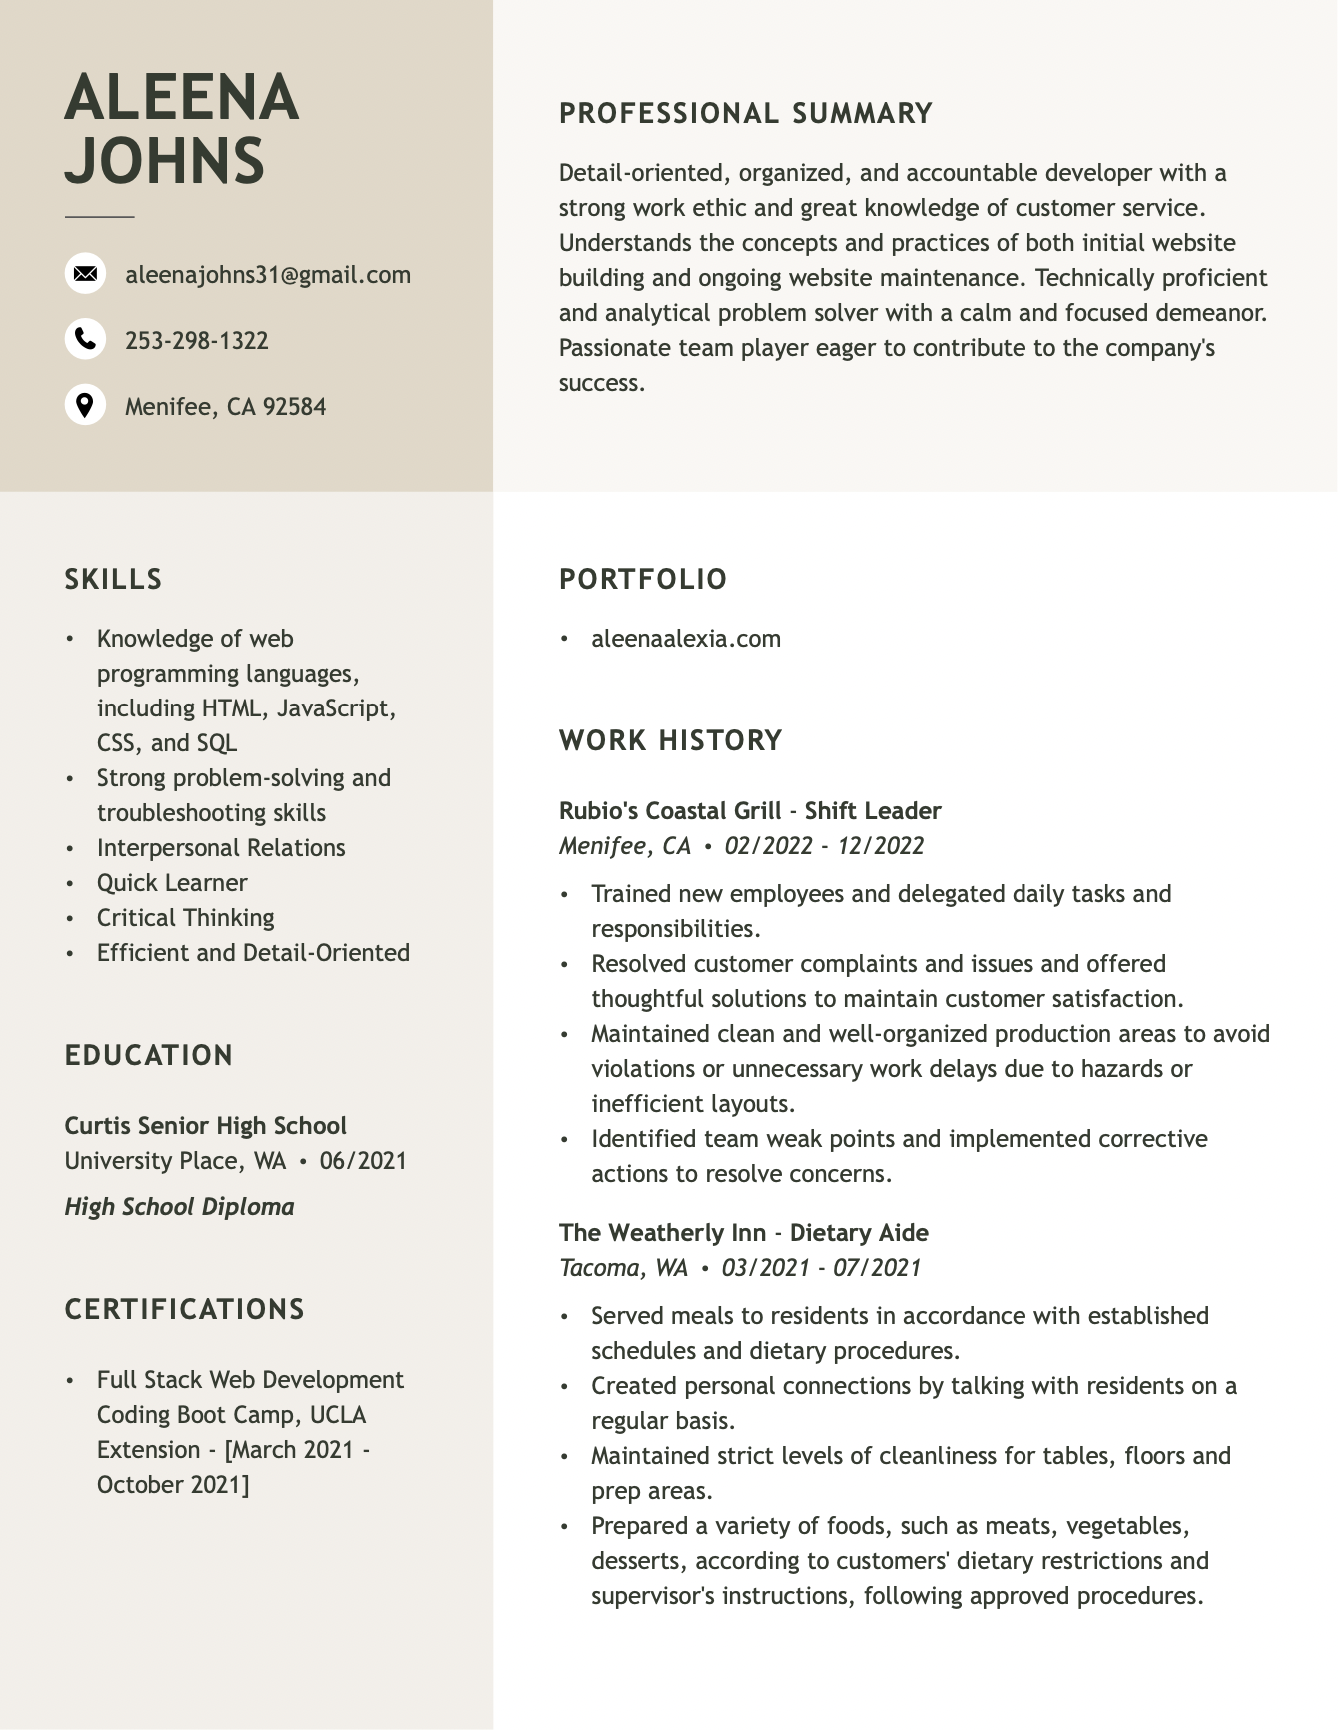 ALEENA
JOHNS
aleenajohns31@gmail.com
253-298-1322
Menifee, CA 92584
PROFESSIONAL SUMMARY
Detail-oriented, organized, and accountable developer with a
strong work ethic and great knowledge of customer service.
Understands the concepts and practices of both initial website
building and ongoing website maintenance. Technically proficient
and analytical problem solver with a calm and focused demeanor.
Passionate team player eager to contribute to the company's
success.
SKILLS
• Knowledge of web
programming languages,
including HTML, JavaScript,
CSS, and SQL
• Strong problem-solving and
troubleshooting skills
• Interpersonal Relations
• Quick Learner
• Critical Thinking
• Efficient and Detail-Oriented
EDUCATION
Curtis Senior High School
University Place, WA • 06/2021
High School Diploma
CERTIFICATIONS
• Full Stack Web Development
Coding Boot Camp, UCLA
Extension - [March 2021 -
October 2021]
PORTFOLIO
• aleenaalexia.com
WORK HISTORY
Rubio's Coastal Grill - Shift Leader
Menifee, CA • 02/2022 - 12/2022
• Trained new employees and delegated daily tasks and
responsibilities.
• Resolved customer complaints and issues and offered
thoughtful solutions to maintain customer satisfaction.
• Maintained clean and well-organized production areas to avoid
violations or unnecessary work delays due to hazards or
inefficient layouts.
• Identified team weak points and implemented corrective
actions to resolve concerns.
The Weatherly Inn - Dietary Aide
Tacoma, WA • 03/2021 - 07/2021
• Served meals to residents in accordance with established
schedules and dietary procedures.
• Created personal connections by talking with residents on a
regular basis.
• Maintained strict levels of cleanliness for tables, floors and
prep areas.
• Prepared a variety of foods, such as meats, vegetables,
desserts, according to customers' dietary restrictions and
supervisor's instructions, following approved procedures.